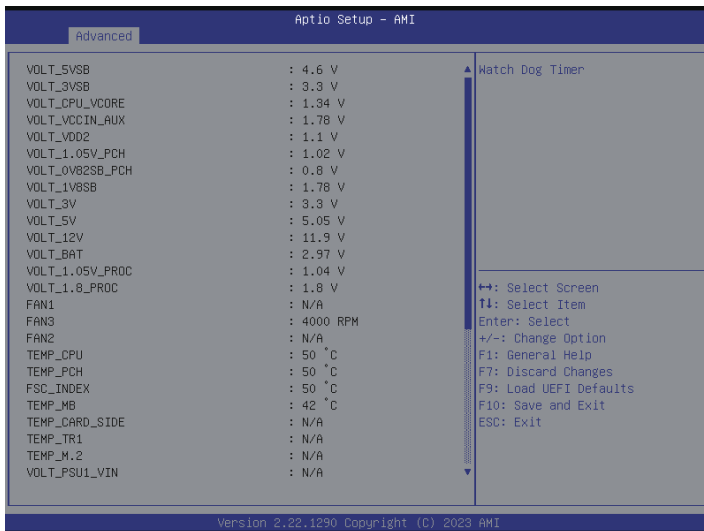 Aptio Setup - AMI
Advanced
VOLT_5VSB : 4.6 V
VOLT_3VSB : 3.3 V
VOLT_CPU_VCORE : 1.34 V
VOLT_VCCIN_AUX : 1.78 V
VOLT_VDD2 : 1.1 V
VOLT_1.05V_PCH : 1.02 V
VOLT_0V82SB_PCH : 0.8 V
VOLT_1V8SB : 1.78 V
VOLT_3V : 3.3 V
VOLT_5V : 5.05 V
VOLT_12V : 11.9 V
VOLT_BAT : 2.97 V
VOLT_1.05V_PROC : 1.04 V
VOLT_1.8_PROC : 1.8 V
FAN1 : N/A
FAN3 : 4000 RPM
FAN2 : N/A
TEMP_CPU : 50 °C
TEMP_PCH : 50 °C
FSC_INDEX : 50 °C
TEMP_MB : 42 °C
TEMP_CARD_SIDE : N/A
TEMP_TR1 : N/A
TEMP_M.2 : N/A
VOLT_PSU1_VIN : N/A
Watch Dog Timer
↔: Select Screen
↑↓: Select Item
Enter: Select
+/-: Change Option
F1: General Help
F7: Discard Changes
F9: Load UEFI Defaults
F10: Save and Exit
ESC: Exit
Version 2.22.1290 Copyright (C) 2023 AMI